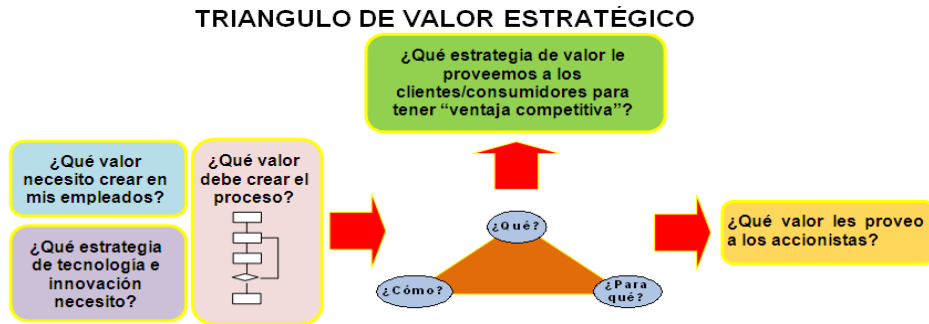 TRIANGULO DE VALOR ESTRATÉGICO
¿Qué estrategia de valor le
proveemos a los
clientes/consumidores para
tener “ventaja competitiva”?
¿Qué valor
necesito crear en
mis empleados?
¿Qué estrategia
de tecnología e
innovación
necesito?
¿Qué valor
debe crear el
proceso?
¿Qué?
¿Cómo?
¿Para
qué?
¿Qué valor les proveo
a los accionistas?